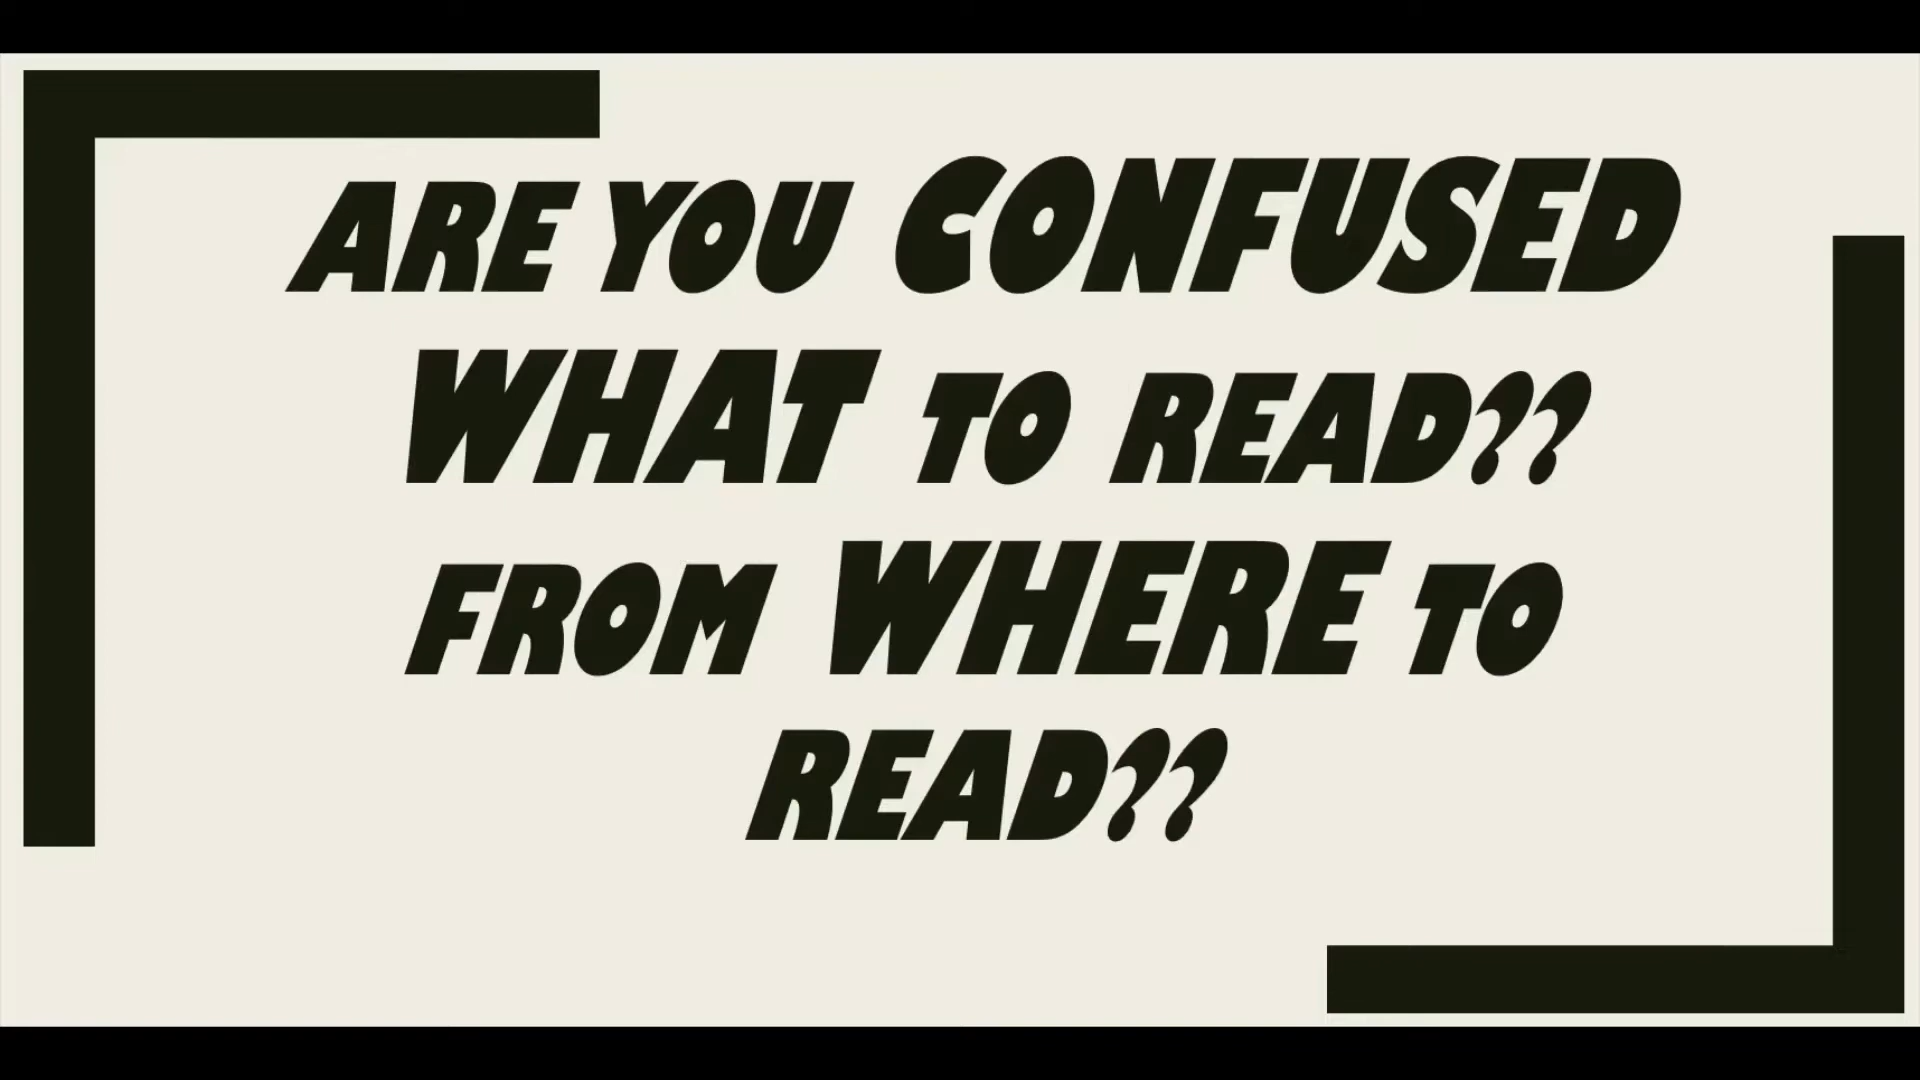 ARE YOU CONFUSED
WHAT TO READ??
FROM WHERE TO
READ??